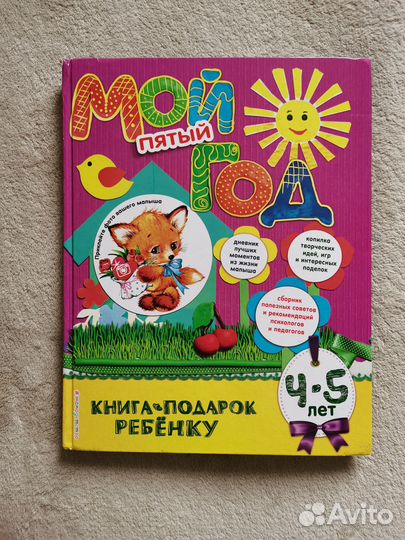 МОЙ
ПЯТЫЙ
ГОД
Приклейте фото вашего малыша
дневник
лучших
моментов
из жизни
малыша
копилка
творческих
идей, игр
и интересных
поделок
сборник
полезных советов
и рекомендаций
психологов
и педагогов
4-5
лет
КНИГА-ПОДАРОК
РЕБЁНКУ
Avito